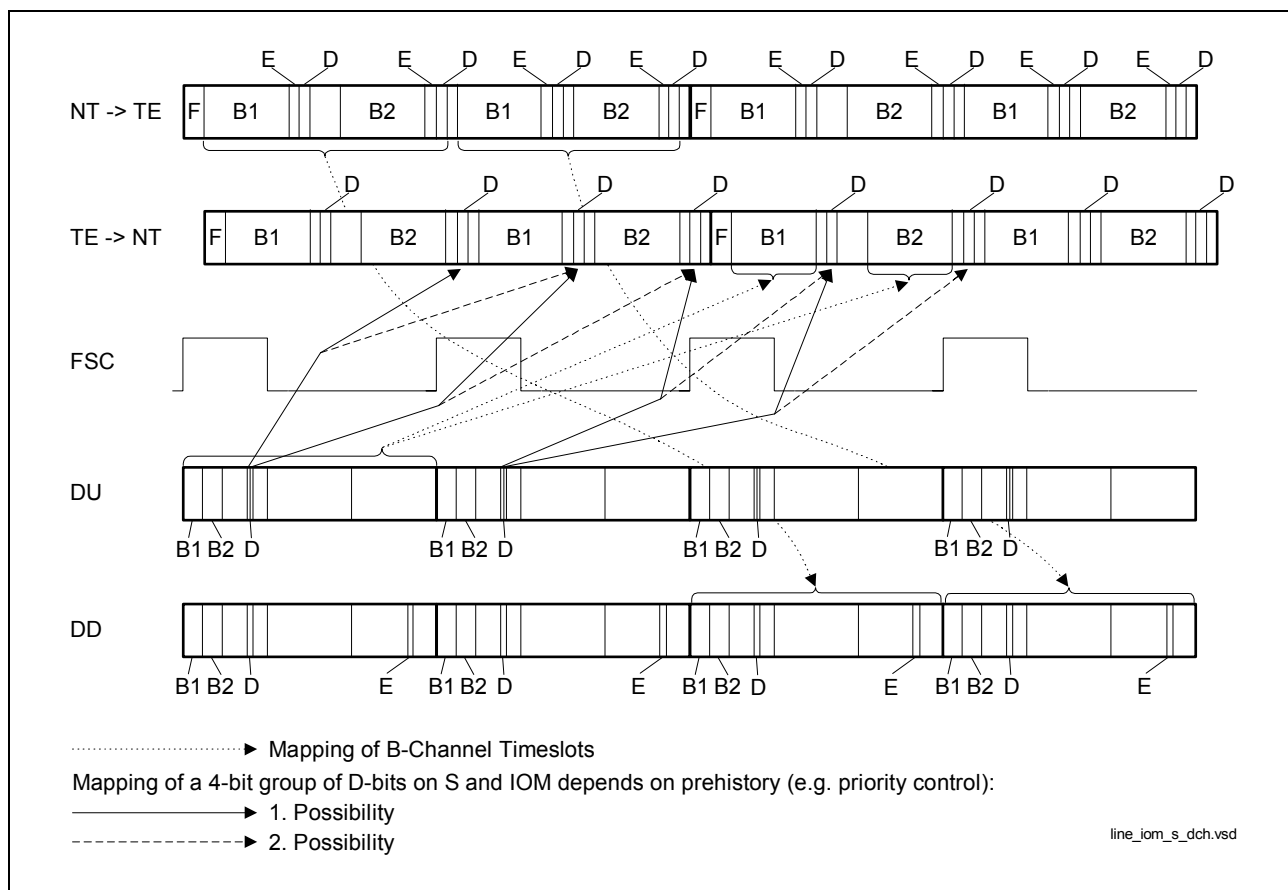 E D E D E D E D E D E D E D E D
NT -> TE F B1 B2 B1 B2 F B1 B2 B1 B2
D D D D D D D D
TE -> NT F B1 B2 B1 B2 F B1 B2 B1 B2
FSC
DU
B1 B2 D B1 B2 D B1 B2 D B1 B2 D
DD
B1 B2 D E B1 B2 D E B1 B2 D E B1 B2 D E
Mapping of B-Channel Timeslots
Mapping of a 4-bit group of D-bits on S and IOM depends on prehistory (e.g. priority control):
1. Possibility
2. Possibility
line_iom_s_dch.vsd